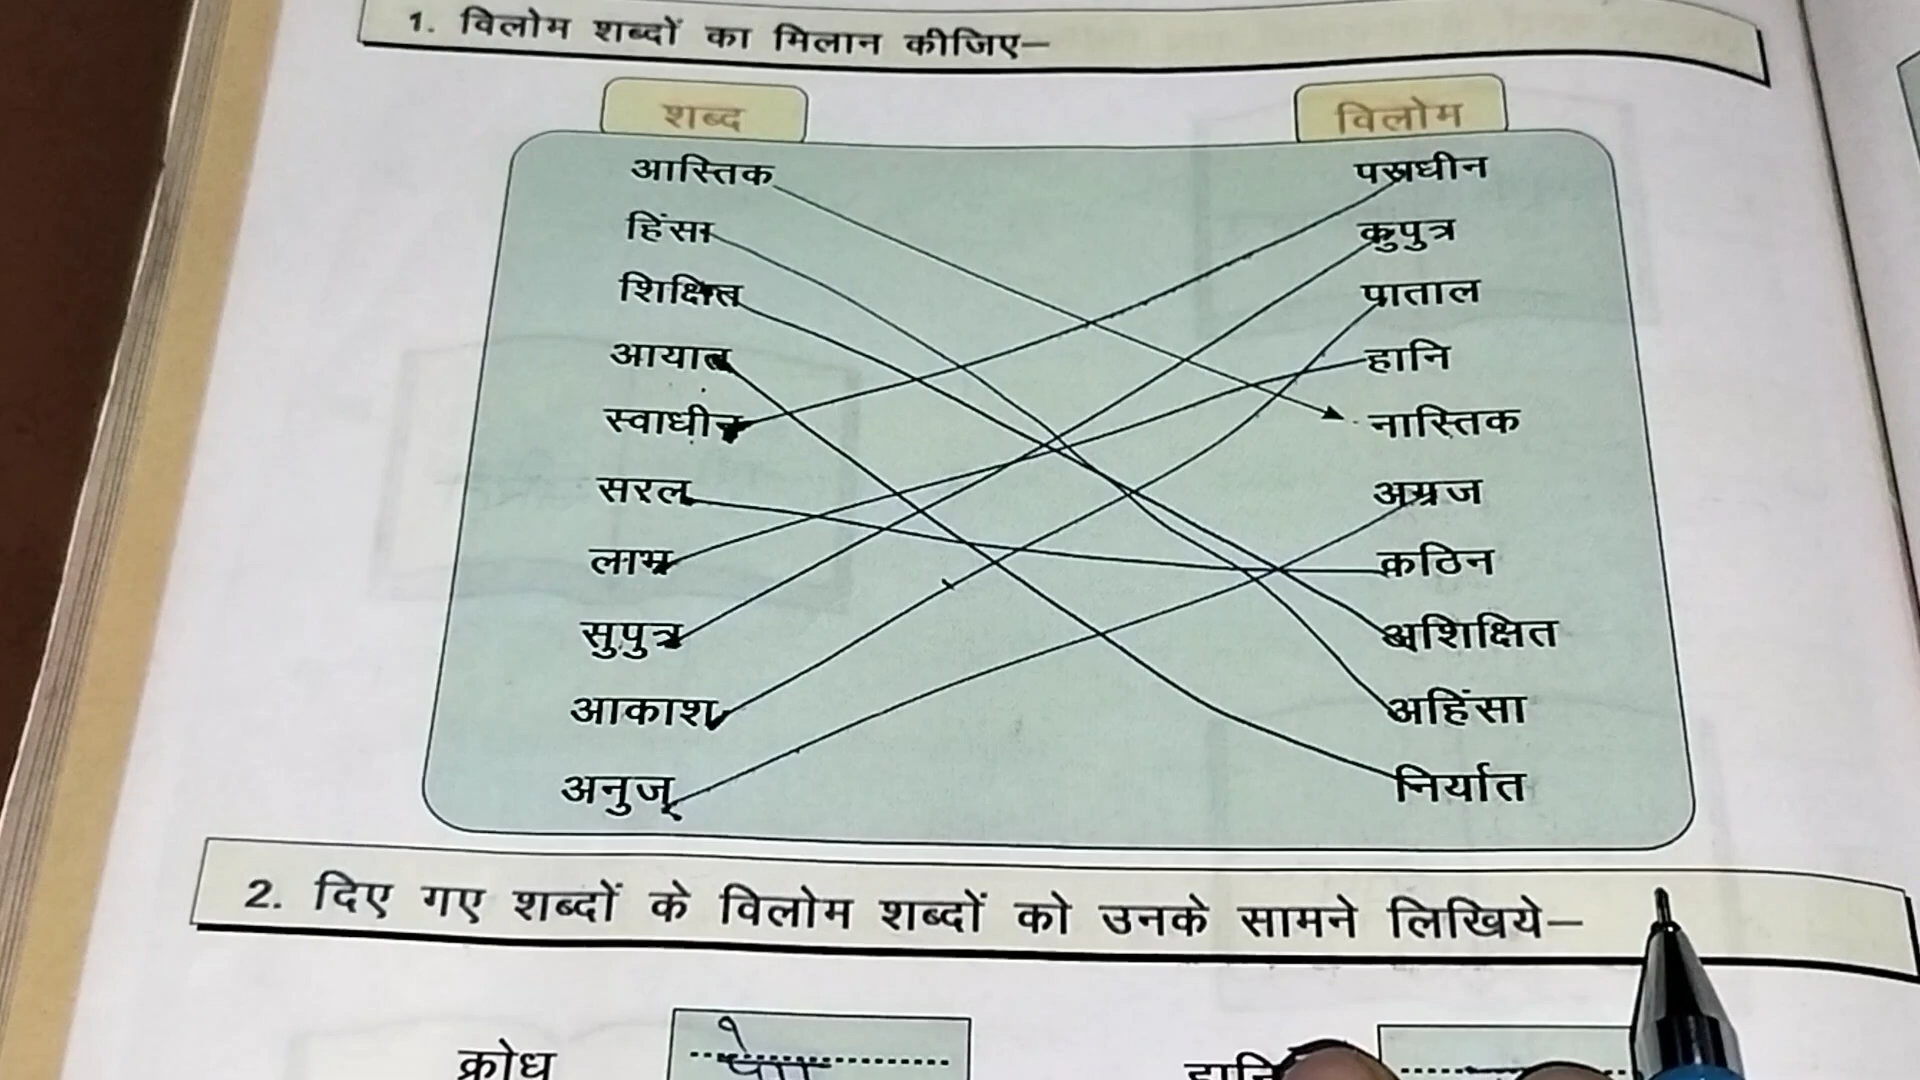 1. विलोम शब्दों का मिलान कीजिए–
शब्द विलोम
आस्तिक पराधीन
हिंसा कुपुत्र
शिक्षित पाताल
आयात हानि
स्वाधीन नास्तिक
सरल अग्रज
लाभ कठिन
सुपुत्र अशिक्षित
आकाश अहिंसा
अनुज निर्यात
2. दिए गए शब्दों के विलोम शब्दों को उनके सामने लिखिये–
क्रोध हानि